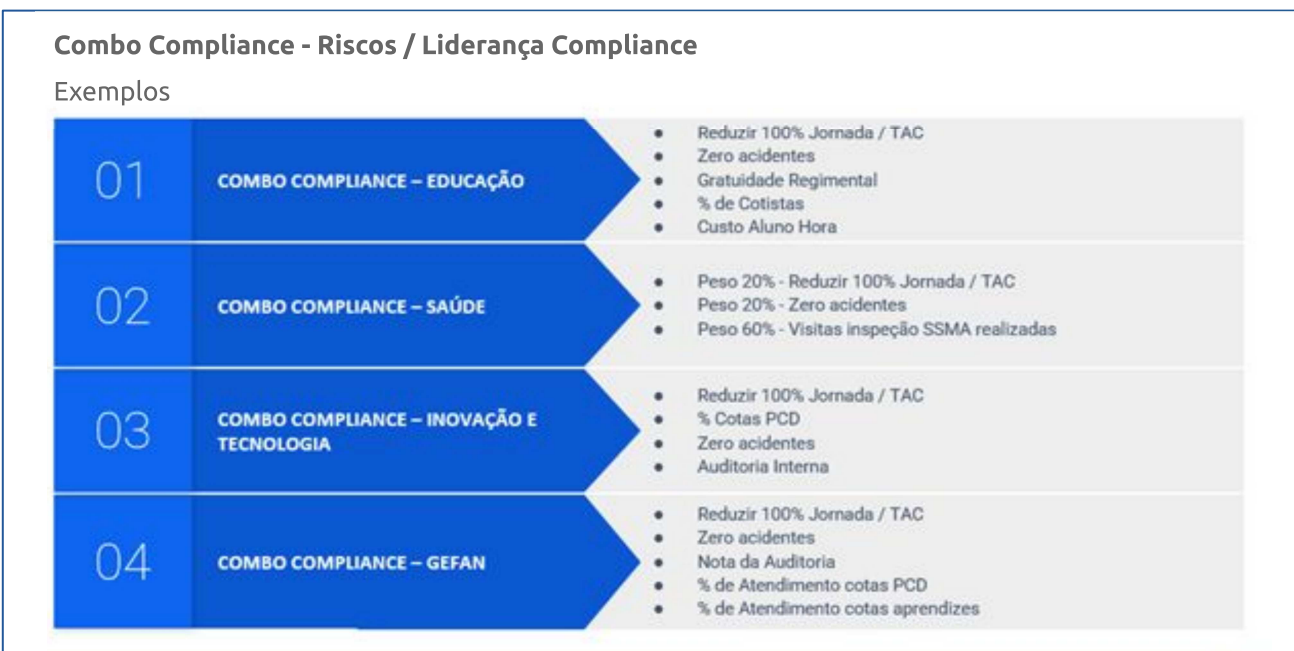 Combo Compliance - Riscos / Liderança Compliance
Exemplos
01
COMBO COMPLIANCE – EDUCAÇÃO
● Reduzir 100% Jornada / TAC
● Zero acidentes
● Gratuidade Regimental
● % de Cotistas
● Custo Aluno Hora
02
COMBO COMPLIANCE – SAÚDE
● Peso 20% - Reduzir 100% Jornada / TAC
● Peso 20% - Zero acidentes
● Peso 60% - Visitas inspeção SSMA realizadas
03
COMBO COMPLIANCE – INOVAÇÃO E
TECNOLOGIA
● Reduzir 100% Jornada / TAC
● % Cotas PCD
● Zero acidentes
● Auditoria Interna
04
COMBO COMPLIANCE – GEFAN
● Reduzir 100% Jornada / TAC
● Zero acidentes
● Nota da Auditoria
● % de Atendimento cotas PCD
● % de Atendimento cotas aprendizes